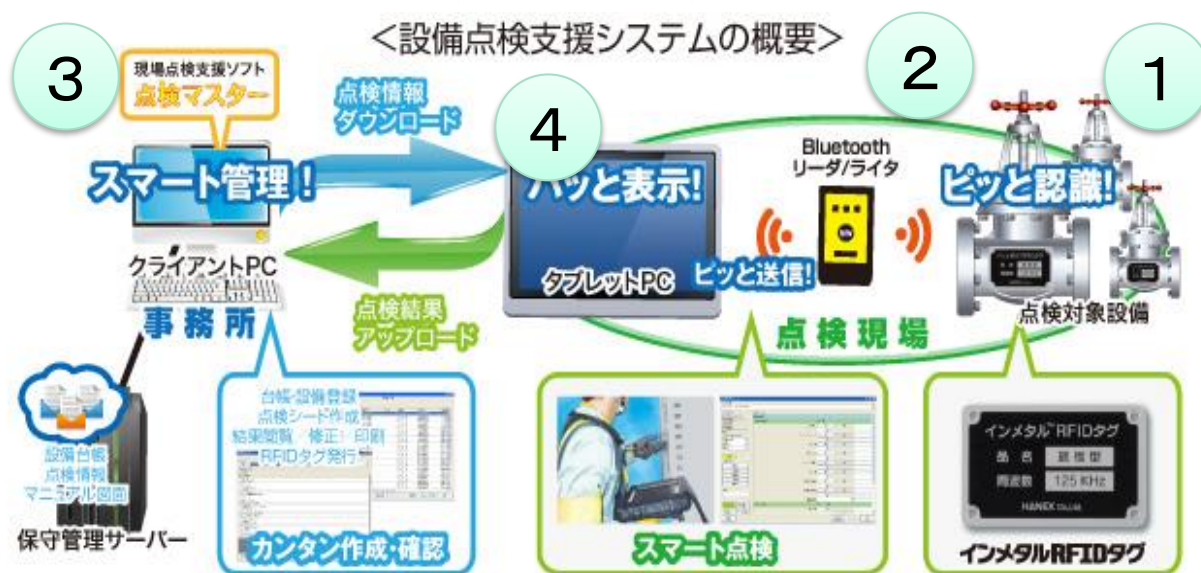 <設備点検支援システムの概要>
③
現場点検支援ソフト
点検マスター
スマート管理!
クライアントPC
事務所
点検情報
ダウンロード
点検結果
アップロード
④
パッと表示!
タブレットPC
ピッと送信!
Bluetooth
リーダ/ライタ
②
①
ピッと認識!
点検対象設備
点検現場
設備台帳
点検情報
マニュアル図面
保守管理サーバー
台帳・設備登録
点検シート作成
結果閲覧/修正/印刷
RFIDタグ発行
カンタン作成・確認
スマート点検
インメタルRFIDタグ
品名
周波数 125 KHz
HANEX Co.,Ltd.
インメタルRFIDタグ